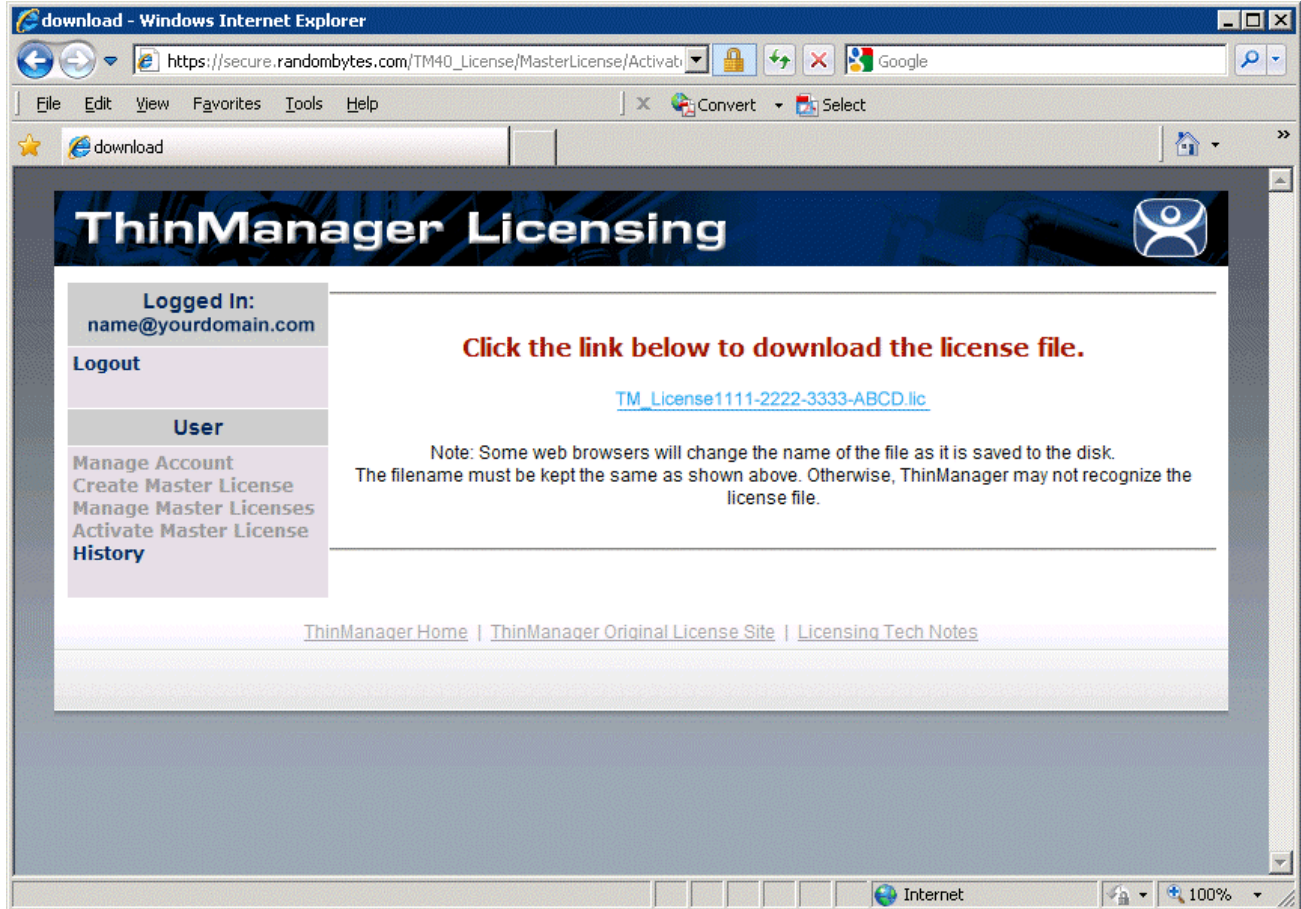 download - Windows Internet Explorer
https://secure.randombytes.com/TM40_License/MasterLicense/Activat
Google
File Edit View Favorites Tools Help
x Convert Select
download
»
ThinManager Licensing
Logged In:
name@yourdomain.com
Logout
User
Manage Account
Create Master License
Manage Master Licenses
Activate Master License
History
Click the link below to download the license file.
TM_License1111-2222-3333-ABCD.lic
Note: Some web browsers will change the name of the file as it is saved to the disk.
The filename must be kept the same as shown above. Otherwise, ThinManager may not recognize the
license file.
ThinManager Home | ThinManager Original License Site | Licensing Tech Notes
Internet
100%